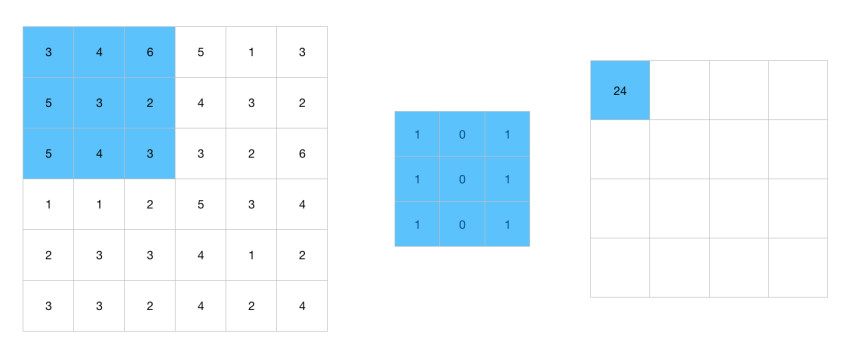 3 4 6 5 1 3
5 3 2 4 3 2
5 4 3 3 2 6
1 1 2 5 3 4
2 3 3 4 1 2
3 3 2 4 2 4
1 0 1
1 0 1
1 0 1
24